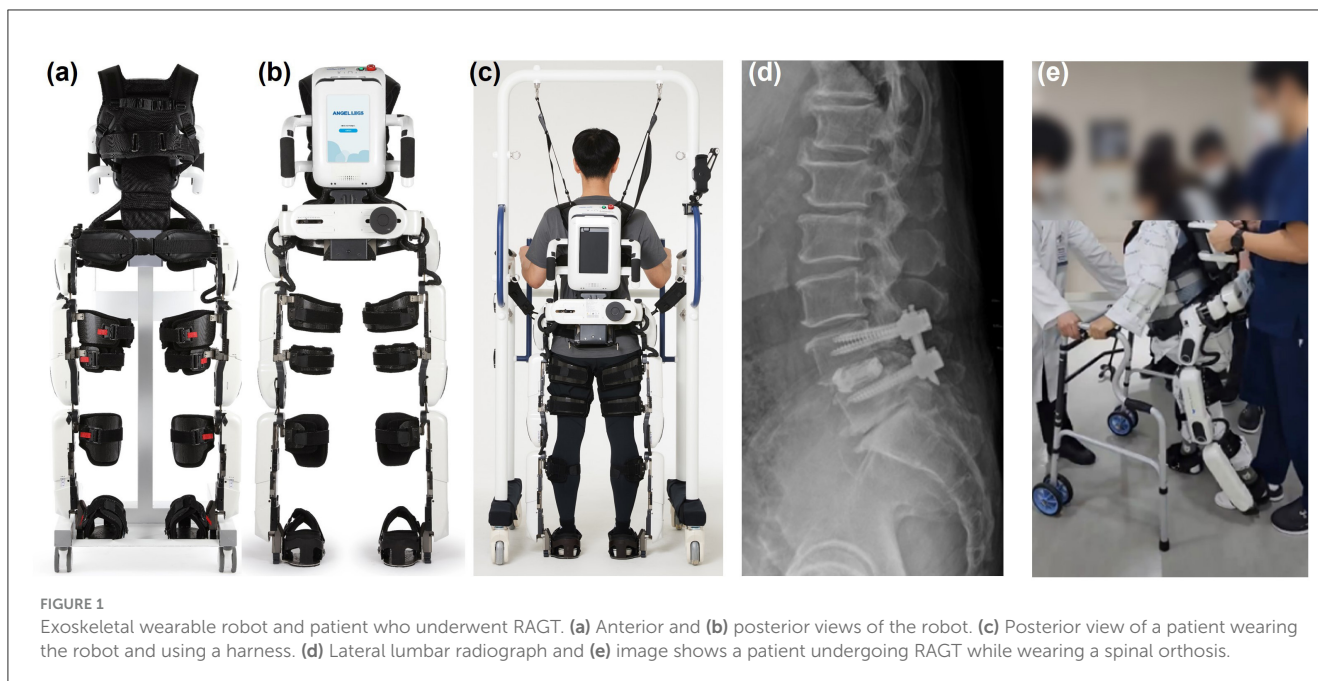 (a)
(b)
(c)
(d)
(e)
ANGEL LEGS
FIGURE 1
Exoskeletal wearable robot and patient who underwent RAGT. (a) Anterior and (b) posterior views of the robot. (c) Posterior view of a patient wearing
the robot and using a harness. (d) Lateral lumbar radiograph and (e) image shows a patient undergoing RAGT while wearing a spinal orthosis.